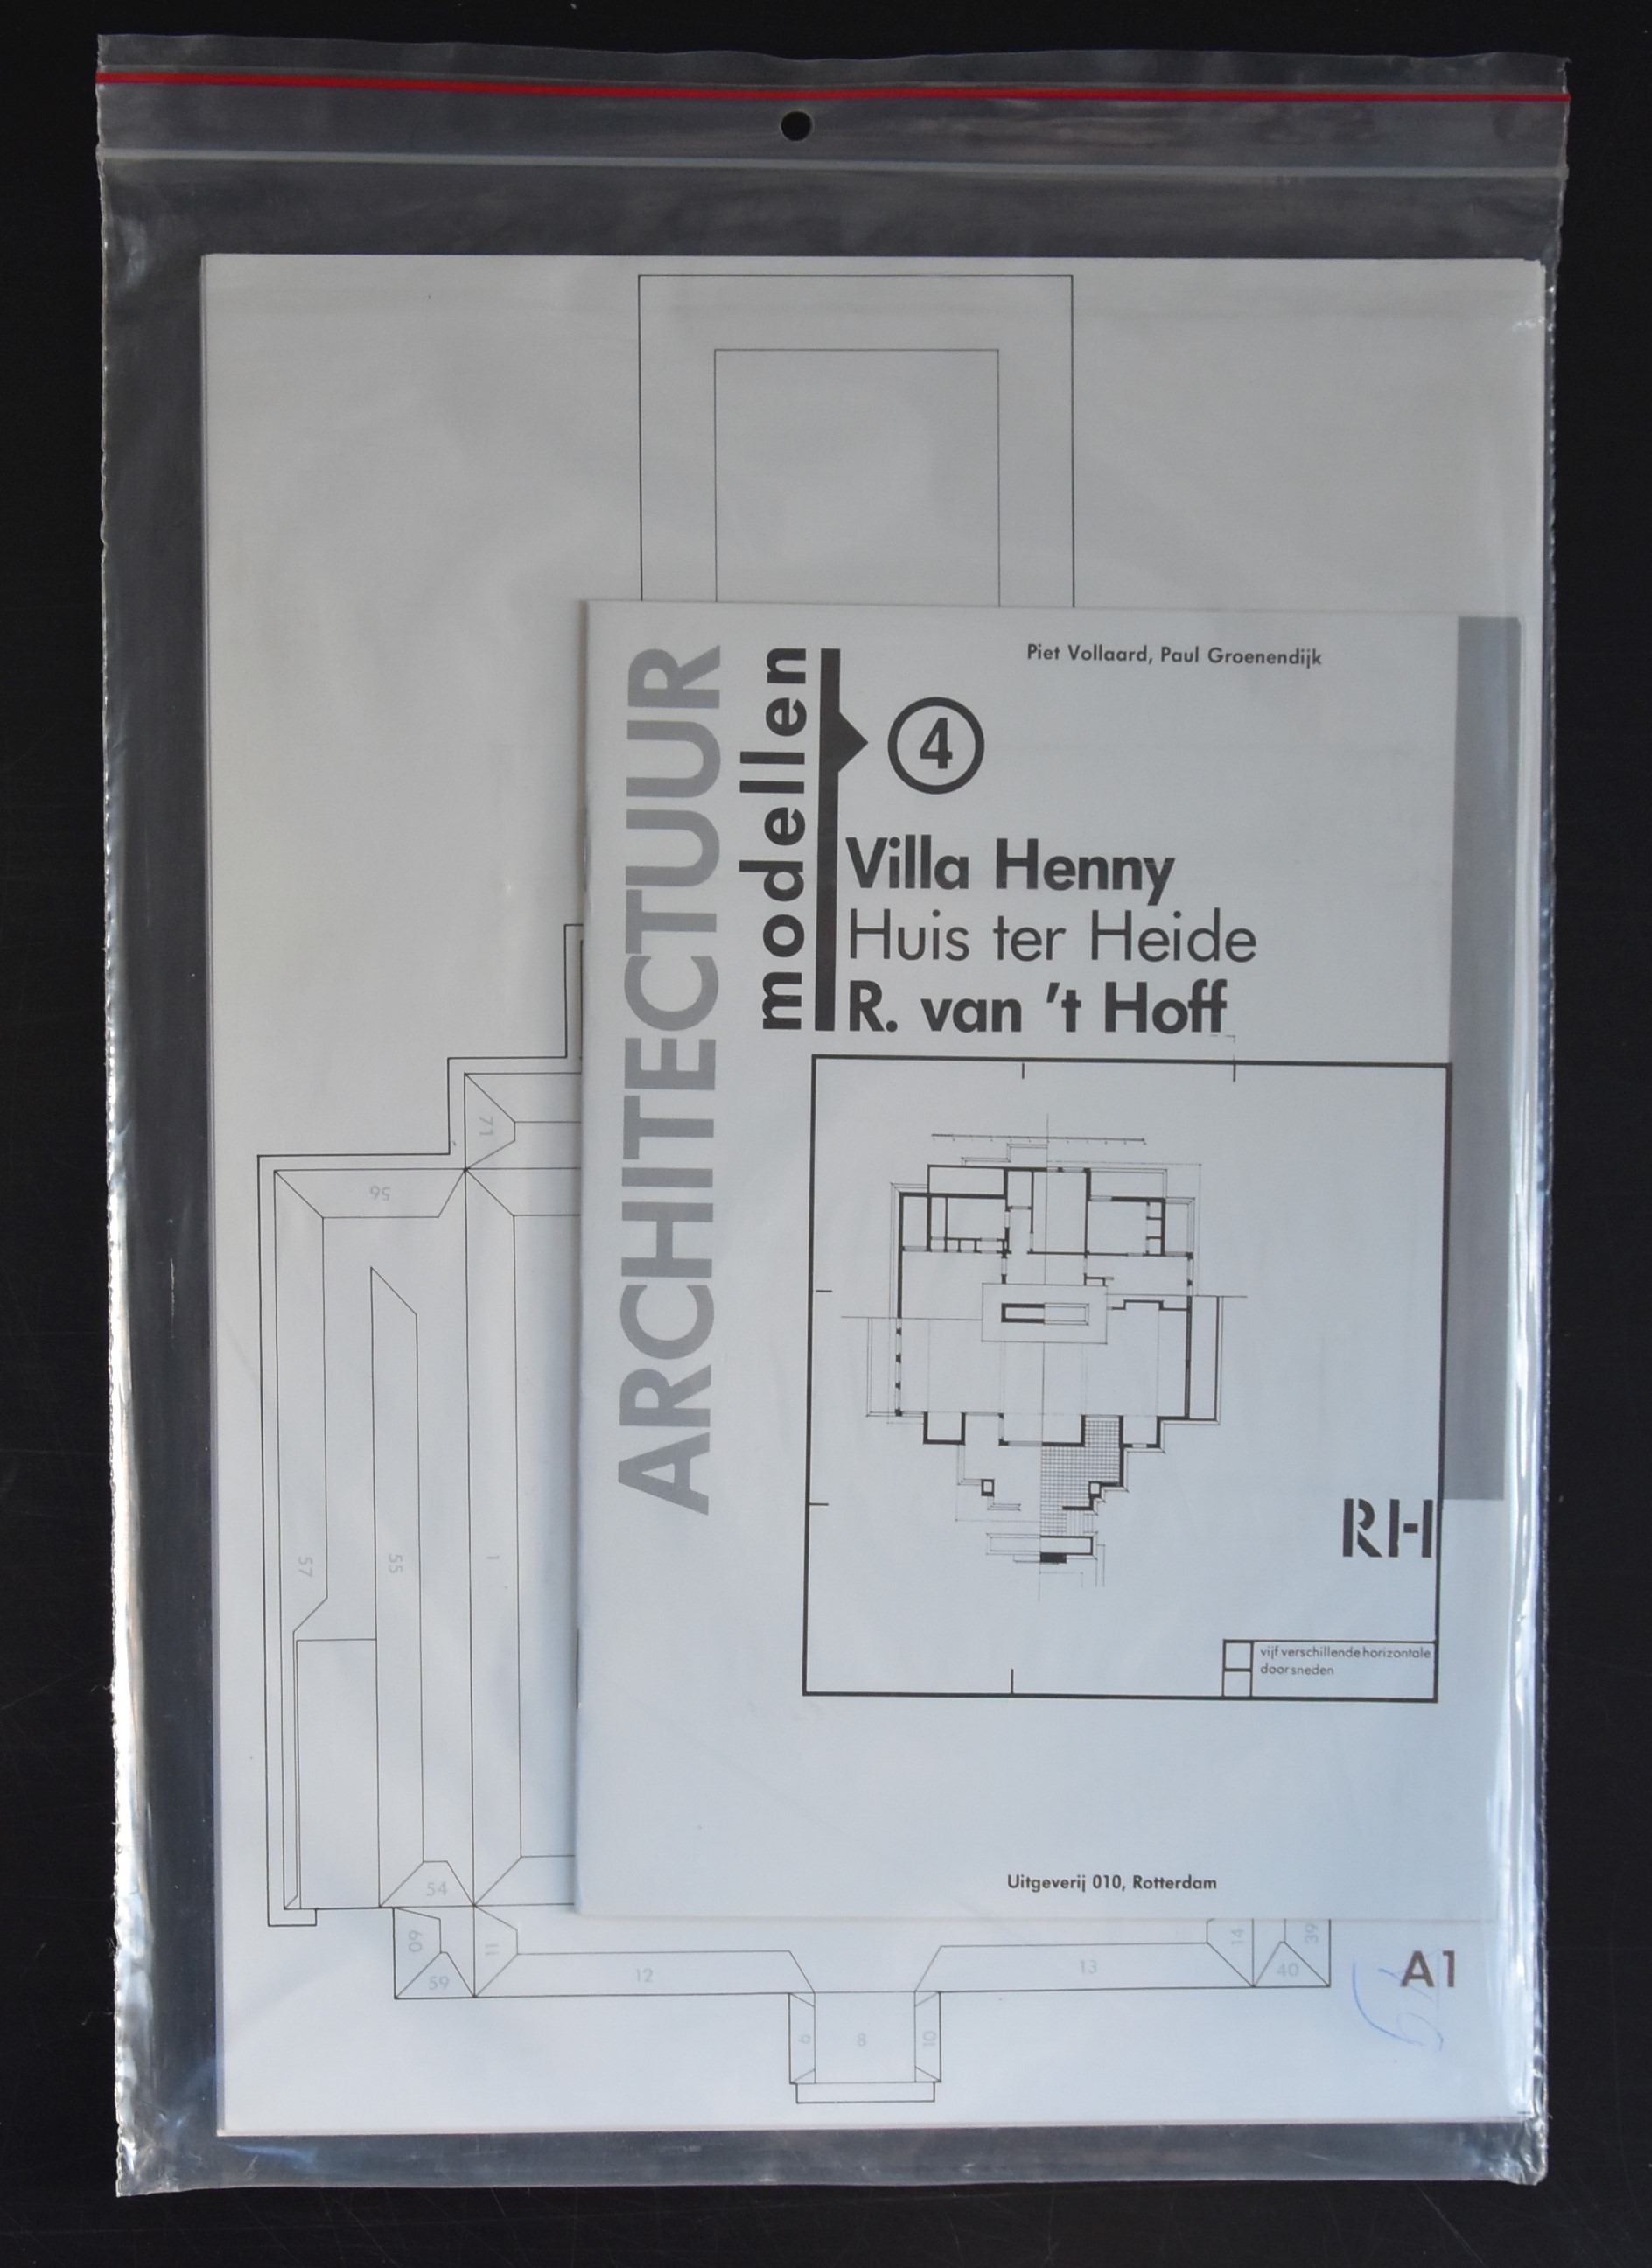 Piet Vollaard, Paul Groenendijk
ARCHITECTUUR
modellen
4
Villa Henny
Huis ter Heide
R. van 't Hoff
RH
vijf verschillende horizontale
doorsneden
Uitgeverij 010, Rotterdam
71
56
57
55
1
54
60
59
11
12
13
14
39
40
9
8
10
A1